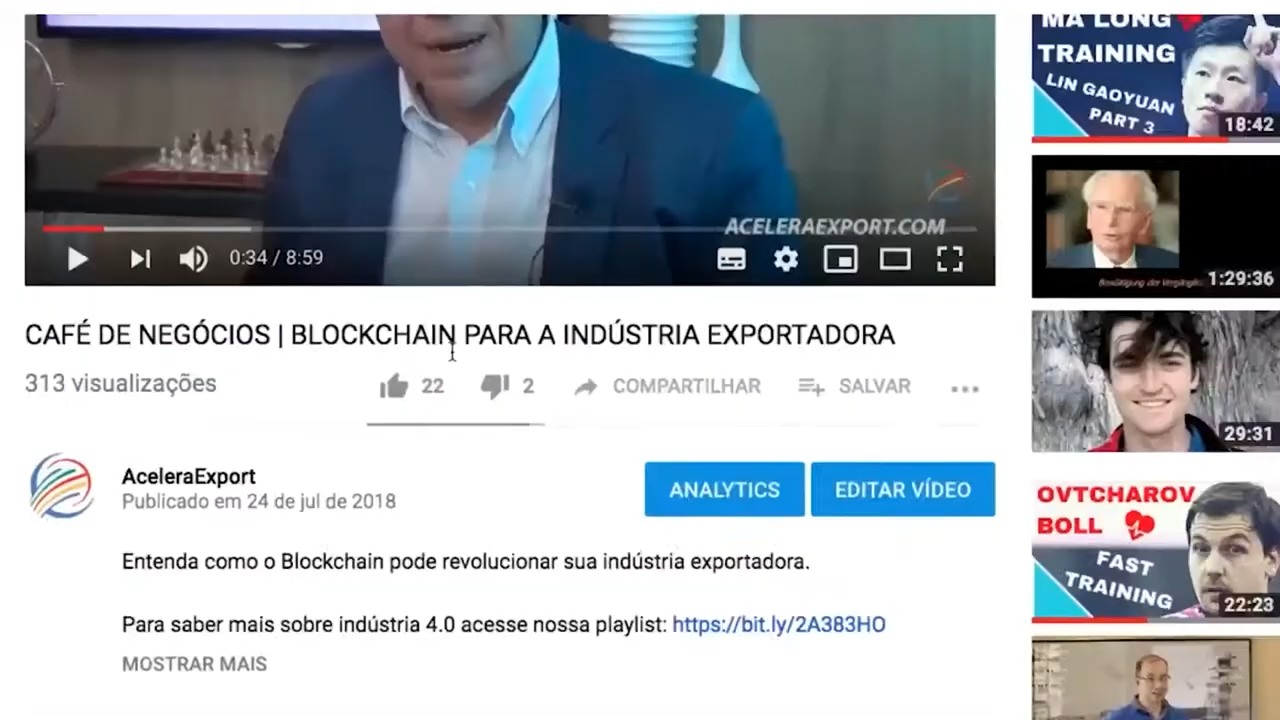 ACELERAEXPORT.COM
0:34 / 8:59
CAFÉ DE NEGÓCIOS | BLOCKCHAIN PARA A INDÚSTRIA EXPORTADORA
313 visualizações
22
2
COMPARTILHAR
SALVAR
AceleraExport
Publicado em 24 de jul de 2018
ANALYTICS
EDITAR VÍDEO
Entenda como o Blockchain pode revolucionar sua indústria exportadora.
Para saber mais sobre indústria 4.0 acesse nossa playlist: https://bit.ly/2A383HO
MOSTRAR MAIS
MA LONG
TRAINING
LIN GAOYUAN
PART 3
18:42
1:29:36
29:31
OVTCHAROV
BOLL
FAST
TRAINING
22:23